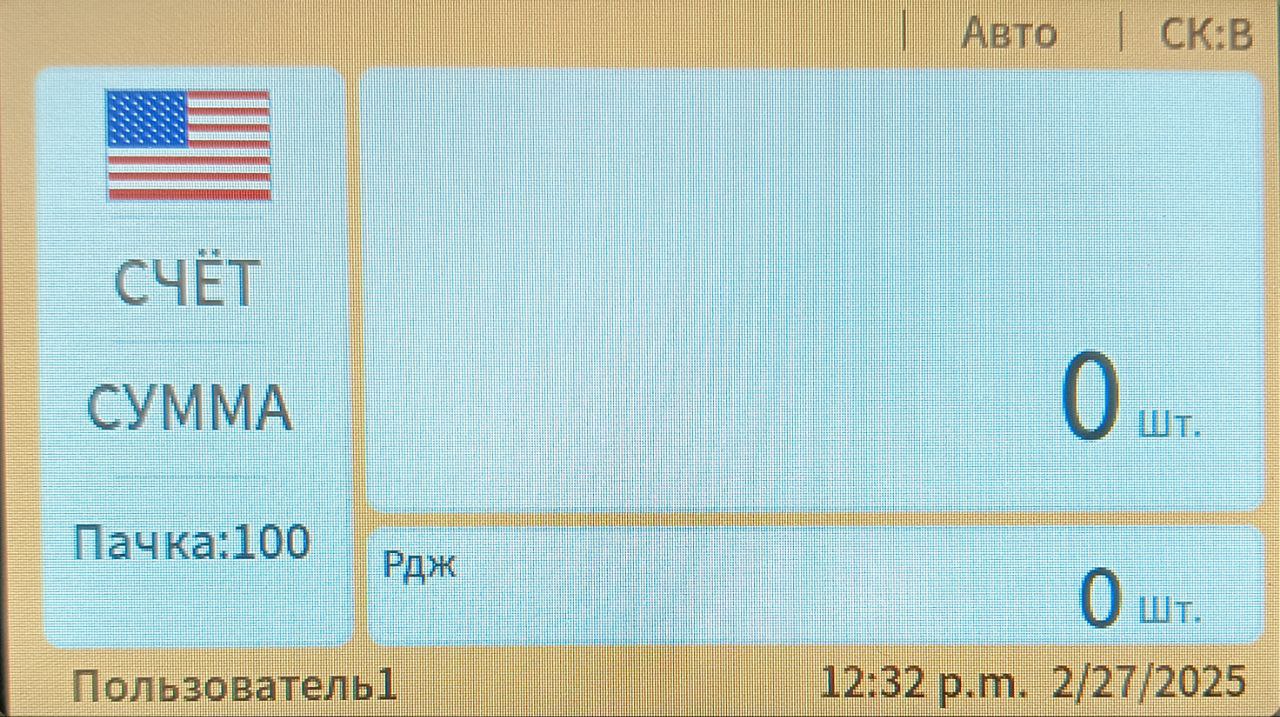 Авто | СК:В
СЧЁТ
СУММА
0 шт.
Пачка:100
Рдж
0 шт.
Пользователь1
12:32 p.m. 2/27/2025